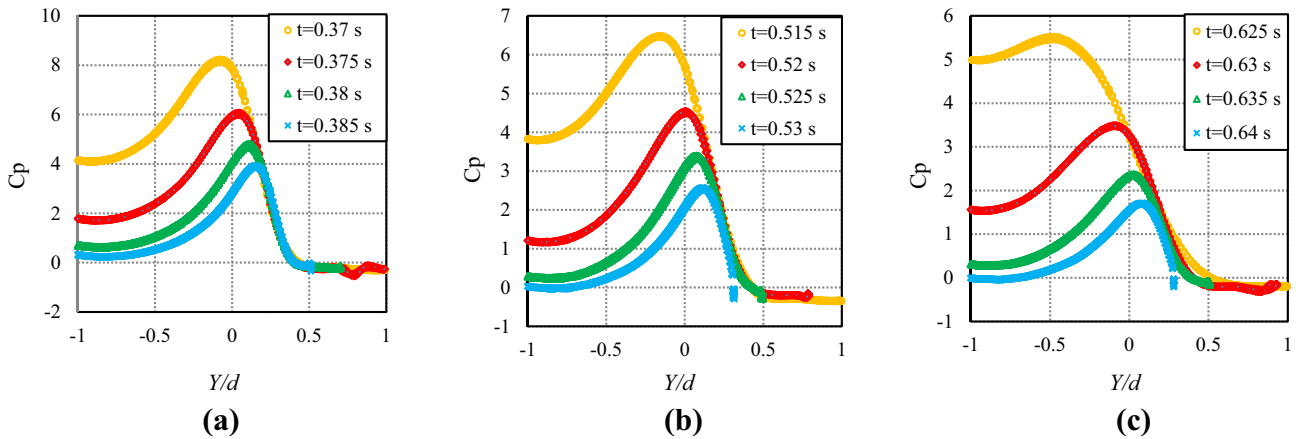 10
8
6
4
2
0
-2
Cp
-1
-0.5
0
0.5
1
Y/d
t=0.37 s
t=0.375 s
t=0.38 s
t=0.385 s
(a)
7
6
5
4
3
2
1
0
-1
Cp
-1
-0.5
0
0.5
1
Y/d
t=0.515 s
t=0.52 s
t=0.525 s
t=0.53 s
(b)
6
5
4
3
2
1
0
-1
Cp
-1
-0.5
0
0.5
1
Y/d
t=0.625 s
t=0.63 s
t=0.635 s
t=0.64 s
(c)